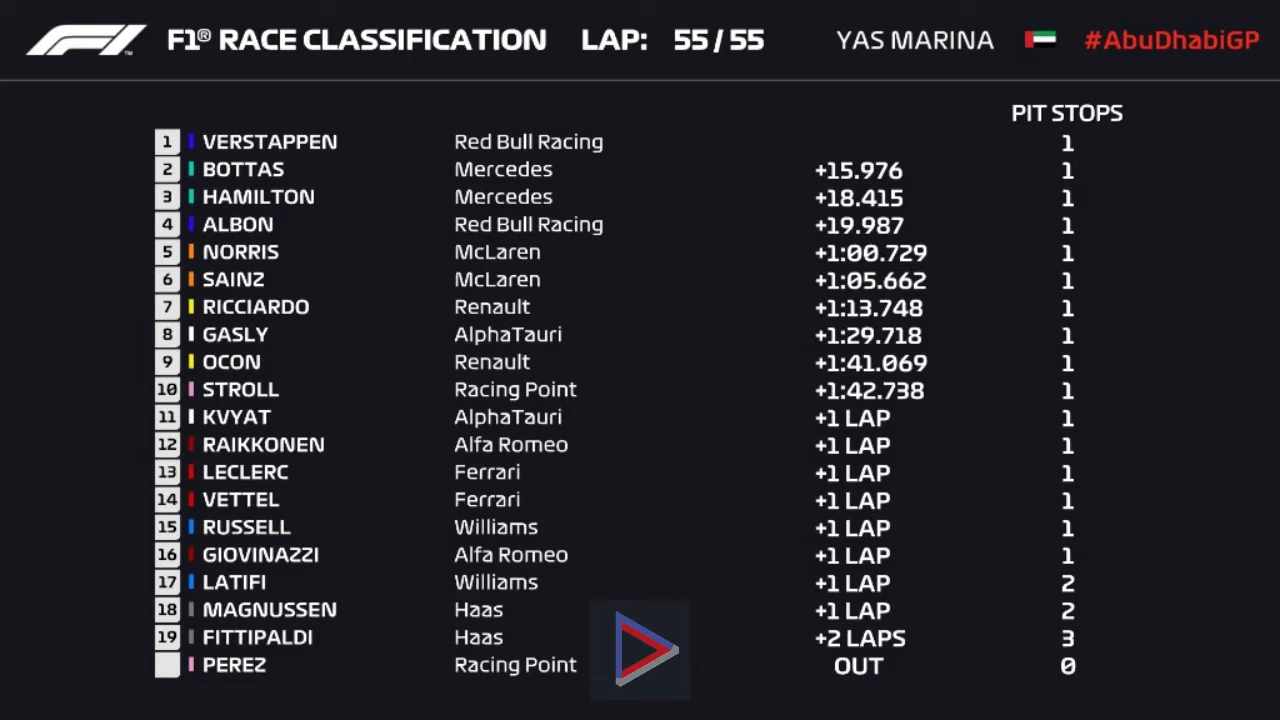 F1® RACE CLASSIFICATION LAP: 55/55 YAS MARINA #AbuDhabiGP
PIT STOPS
1 VERSTAPPEN Red Bull Racing 1
2 BOTTAS Mercedes +15.976 1
3 HAMILTON Mercedes +18.415 1
4 ALBON Red Bull Racing +19.987 1
5 NORRIS McLaren +1:00.729 1
6 SAINZ McLaren +1:05.662 1
7 RICCIARDO Renault +1:13.748 1
8 GASLY AlphaTauri +1:29.718 1
9 OCON Renault +1:41.069 1
10 STROLL Racing Point +1:42.738 1
11 KVYAT AlphaTauri +1 LAP 1
12 RAIKKONEN Alfa Romeo +1 LAP 1
13 LECLERC Ferrari +1 LAP 1
14 VETTEL Ferrari +1 LAP 1
15 RUSSELL Williams +1 LAP 1
16 GIOVINAZZI Alfa Romeo +1 LAP 1
17 LATIFI Williams +1 LAP 2
18 MAGNUSSEN Haas +1 LAP 2
19 FITTIPALDI Haas +2 LAPS 3
PEREZ Racing Point OUT 0